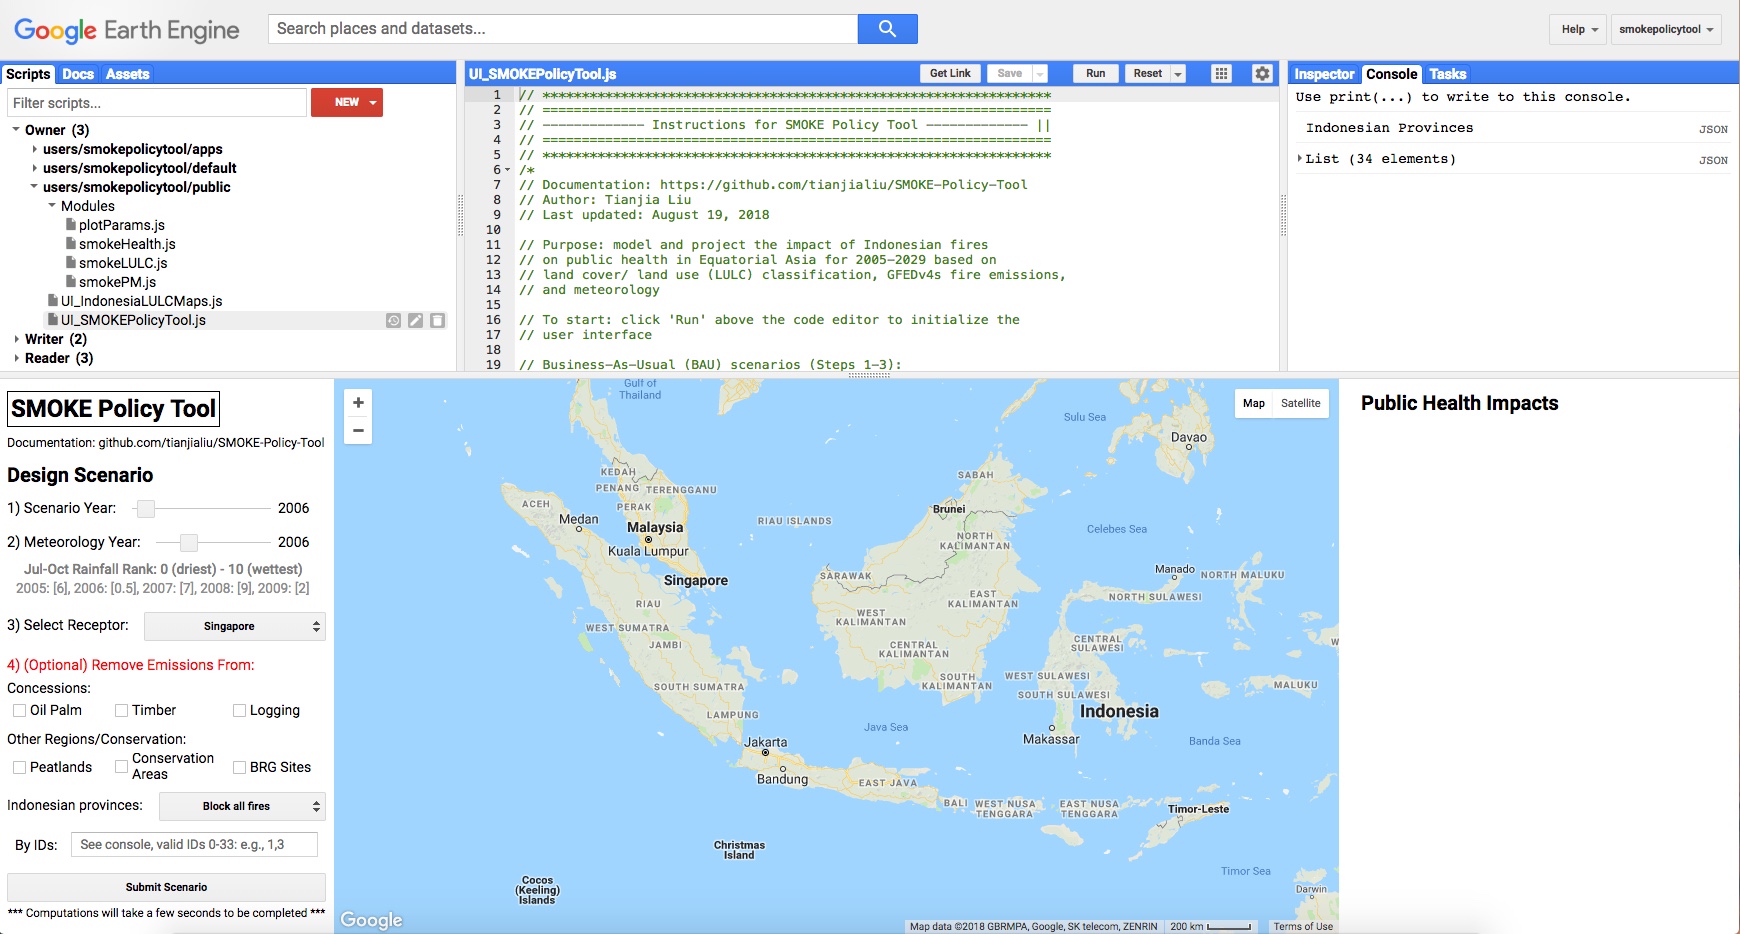 Google Earth Engine
Search places and datasets...
Help
smokepolicytool
Scripts Docs Assets
Filter scripts...
NEW
Owner (3)
users/smokepolicytool/apps
users/smokepolicytool/default
users/smokepolicytool/public
Modules
plotParams.js
smokeHealth.js
smokeLULC.js
smokePM.js
UI_IndonesiaLULCMaps.js
UI_SMOKEPolicyTool.js
Writer (2)
Reader (3)
UI_SMOKEPolicyTool.js
Get Link Save Run Reset
1 // *****************************************************************
2 // =================================================================
3 // ------------- Instructions for SMOKE Policy Tool ------------- ||
4 // =================================================================
5 // *****************************************************************
6 /*
7 // Documentation: https://github.com/tianjialiu/SMOKE-Policy-Tool
8 // Author: Tianjia Liu
9 // Last updated: August 19, 2018
10
11 // Purpose: model and project the impact of Indonesian fires
12 // on public health in Equatorial Asia for 2005-2029 based on
13 // land cover/ land use (LULC) classification, GFEDv4s fire emissions,
14 // and meteorology
15
16 // To start: click 'Run' above the code editor to initialize the
17 // user interface
18
19 // Business-As-Usual (BAU) scenarios (Steps 1-3):
Inspector Console Tasks
Use print(...) to write to this console.
Indonesian Provinces JSON
List (34 elements) JSON
SMOKE Policy Tool
Documentation: github.com/tianjialiu/SMOKE-Policy-Tool
Design Scenario
1) Scenario Year: 2006
2) Meteorology Year: 2006
Jul-Oct Rainfall Rank: 0 (driest) - 10 (wettest)
2005: [6], 2006: [0.5], 2007: [7], 2008: [9], 2009: [2]
3) Select Receptor: Singapore
4) (Optional) Remove Emissions From:
Concessions:
Oil Palm Timber Logging
Other Regions/Conservation:
Peatlands
Conservation
Areas
BRG Sites
Indonesian provinces: Block all fires
By IDs: See console, valid IDs 0-33: e.g., 1,3
Submit Scenario
*** Computations will take a few seconds to be completed ***
+
−
Map Satellite
Gulf of
Thailand
Sulu Sea
Davao
KEDAH
PENANG
TERENGGANU
PERAK
SABAH
ACEH
Medan
Malaysia
Kuala Lumpur
RIAU ISLANDS
Brunei
Celebes Sea
NORTH
KALIMANTAN
Singapore
SARAWAK
Manado
NORTH MALUKU
RIAU
EAST
KALIMANTAN
NORTH SULAWESI
WEST
KALIMANTAN
WEST SUMATRA
JAMBI
CENTRAL
KALIMANTAN
CENTRAL
SULAWESI
W
SOUTH SUMATRA
SOUTH
KALIMANTAN
WEST SULAWESI
SOUTH SULAWESI
MALUKU
LAMPUNG
Indonesia
Java Sea
Jakarta
Makassar
Banda Sea
Bandung
EAST JAVA
BALI
WEST NUSA
TENGGARA
EAST NUSA
TENGGARA
Timor-Leste
Christmas
Island
Cocos
(Keeling)
Islands
Timor Sea
Darwin
Google
Map data ©2018 GBRMPA, Google, SK telecom, ZENRIN
200 km
Terms of Use
Public Health Impacts